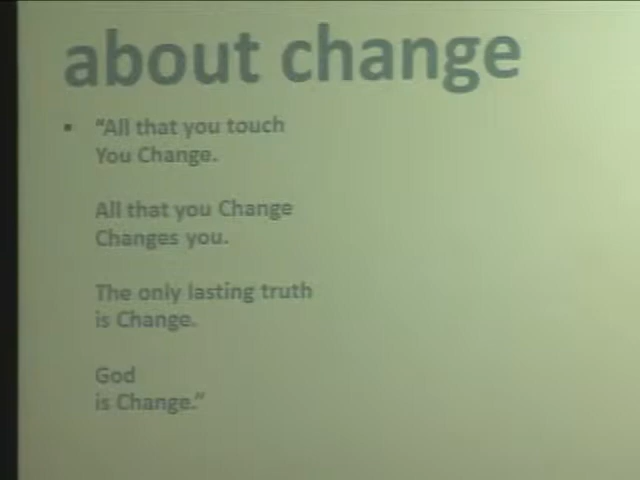 about change
▪ “All that you touch
You Change.
All that you Change
Changes you.
The only lasting truth
is Change.
God
is Change.”